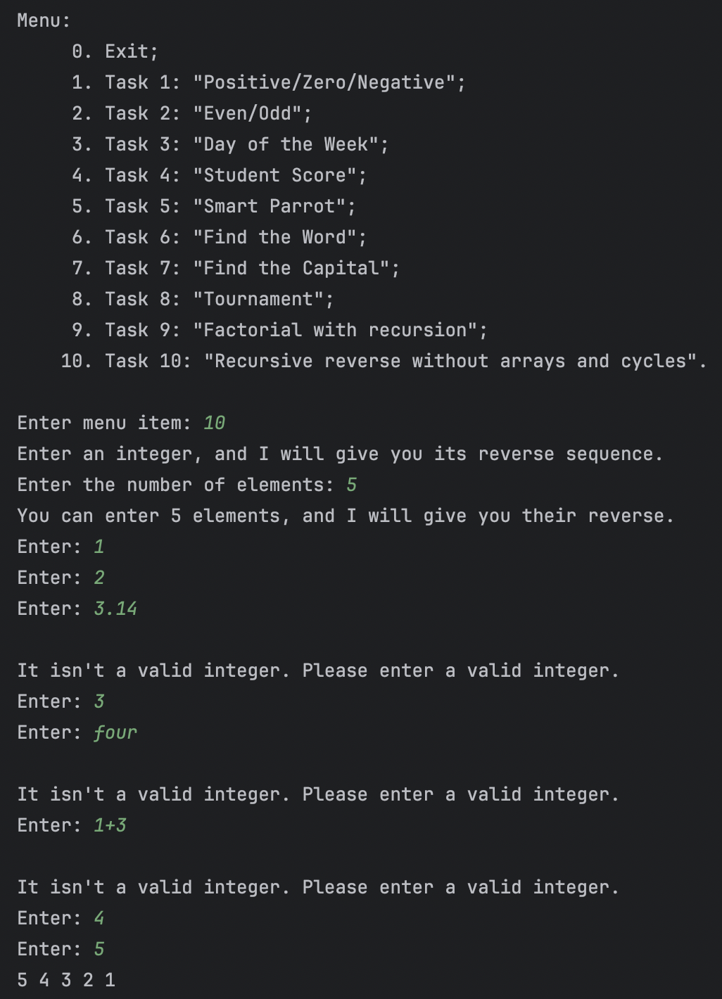 Menu:
0. Exit;
1. Task 1: "Positive/Zero/Negative";
2. Task 2: "Even/Odd";
3. Task 3: "Day of the Week";
4. Task 4: "Student Score";
5. Task 5: "Smart Parrot";
6. Task 6: "Find the Word";
7. Task 7: "Find the Capital";
8. Task 8: "Tournament";
9. Task 9: "Factorial with recursion";
10. Task 10: "Recursive reverse without arrays and cycles".
Enter menu item: 10
Enter an integer, and I will give you its reverse sequence.
Enter the number of elements: 5
You can enter 5 elements, and I will give you their reverse.
Enter: 1
Enter: 2
Enter: 3.14
It isn't a valid integer. Please enter a valid integer.
Enter: 3
Enter: four
It isn't a valid integer. Please enter a valid integer.
Enter: 1+3
It isn't a valid integer. Please enter a valid integer.
Enter: 4
Enter: 5
5 4 3 2 1